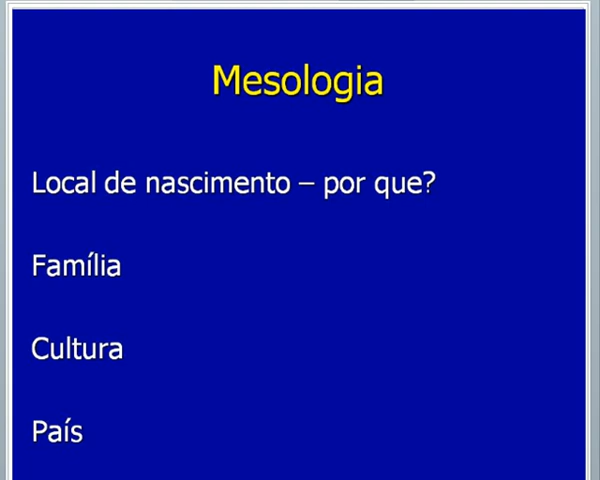 Mesologia
Local de nascimento – por que?
Família
Cultura
País